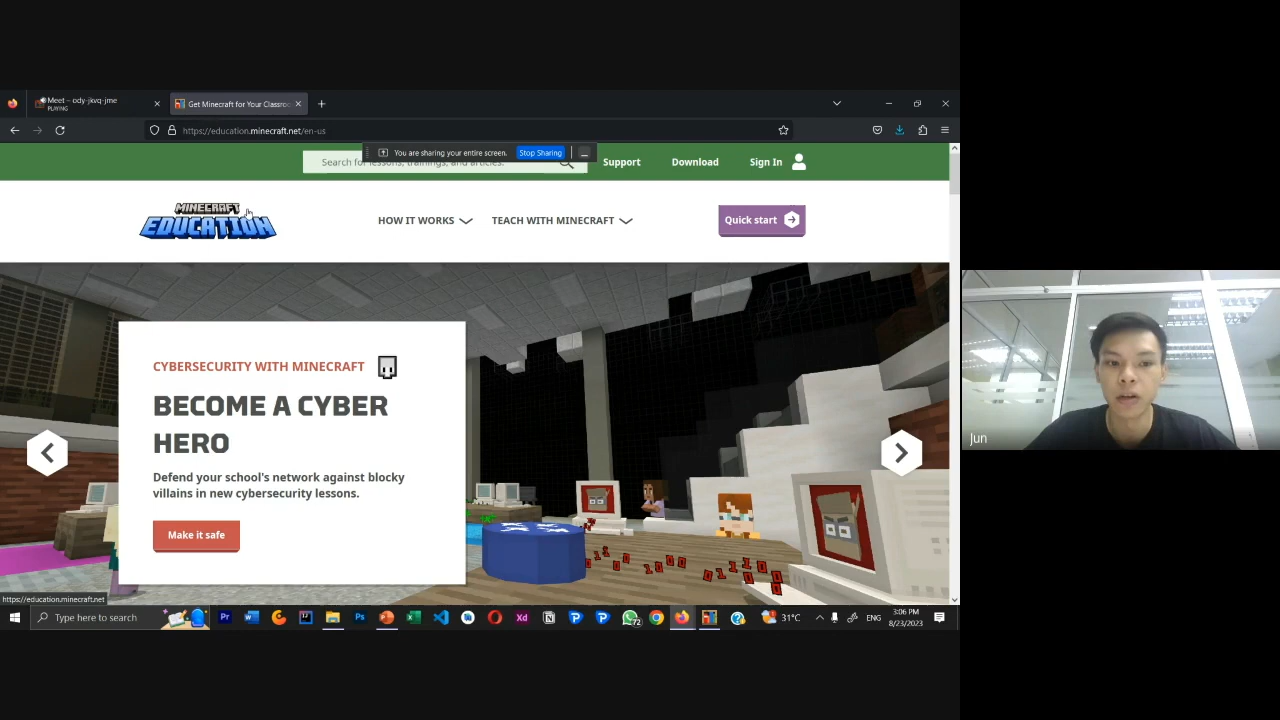 Meet – ody-jkvq-jme
PLAYING
Get Minecraft for Your Classroo
https://education.minecraft.net/en-us
You are sharing your entire screen.
Stop Sharing
Search for lessons, trainings, and articles.
Support
Download
Sign In
MINECRAFT
EDUCATION
HOW IT WORKS
TEACH WITH MINECRAFT
Quick start
CYBERSECURITY WITH MINECRAFT
BECOME A CYBER
HERO
Defend your school's network against blocky
villains in new cybersecurity lessons.
Make it safe
Jun
https://education.minecraft.net
Type here to search
72
31°C
ENG
3:06 PM
8/23/2023